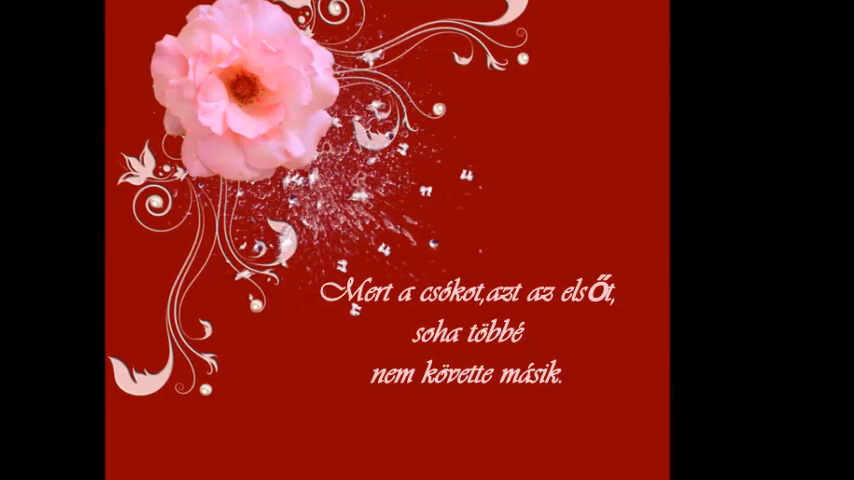 Mert a csókot,azt az elsőt,
soha többé
nem követte másik.